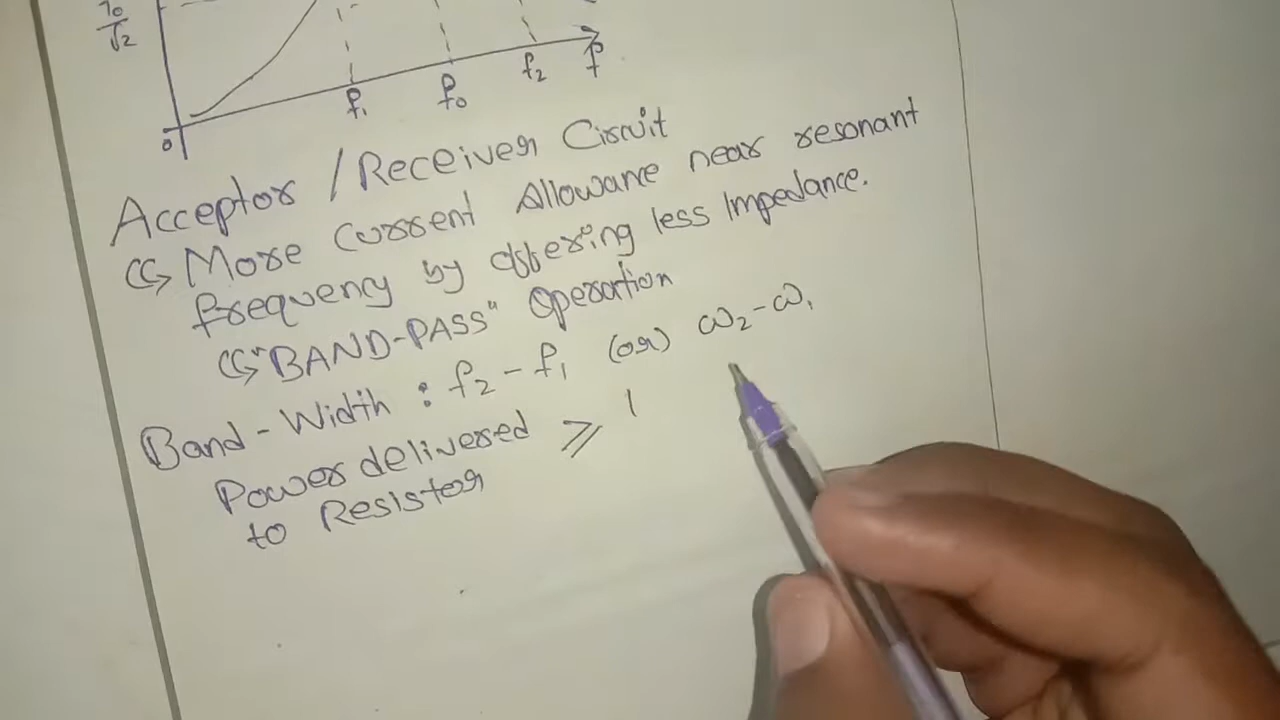 I₀/√2
f₁ f₀ f₂ f
0
Acceptor / Receiver Circuit
↳ More Current Allowance near resonant
frequency by offering less Impedance.
↳ "BAND-PASS" Operation
Band-Width : f₂ - f₁ (or) ω₂ - ω₁
Power delivered ≥ 1
to Resistor